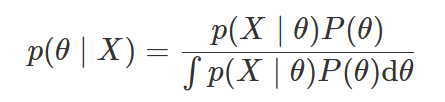 p(θ | X) = p(X | θ)P(θ) / ∫ p(X | θ)P(θ)dθ